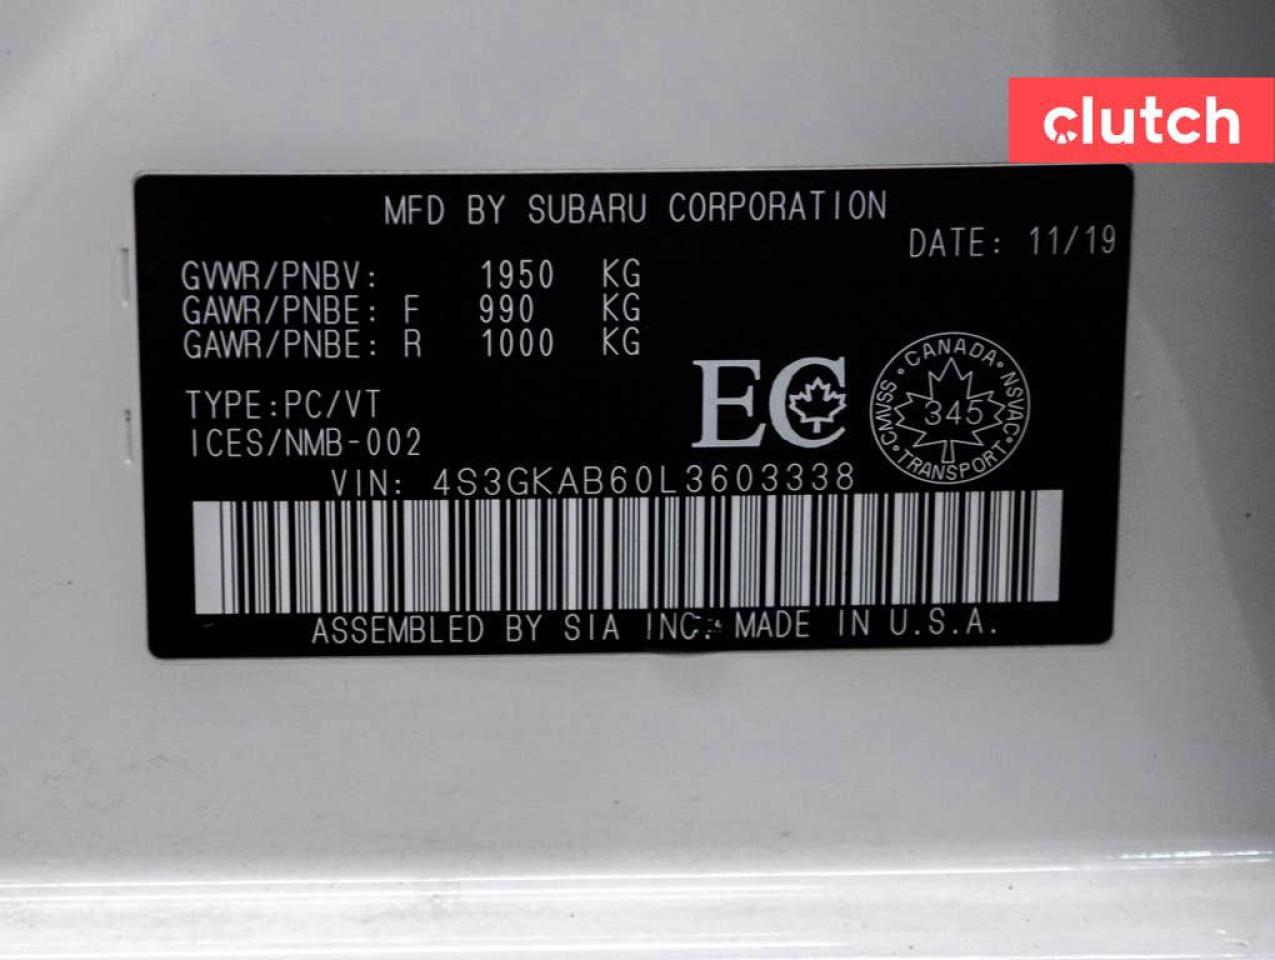 clutch
MFD BY SUBARU CORPORATION
DATE: 11/19
GVWR/PNBV: 1950 KG
GAWR/PNBE: F 990 KG
GAWR/PNBE: R 1000 KG
TYPE:PC/VT
ICES/NMB-002
EC
CANADA · NSVAC · TRANSPORT · CMVSS ·
345
VIN: 4S3GKAB60L3603338
ASSEMBLED BY SIA INC. MADE IN U.S.A.